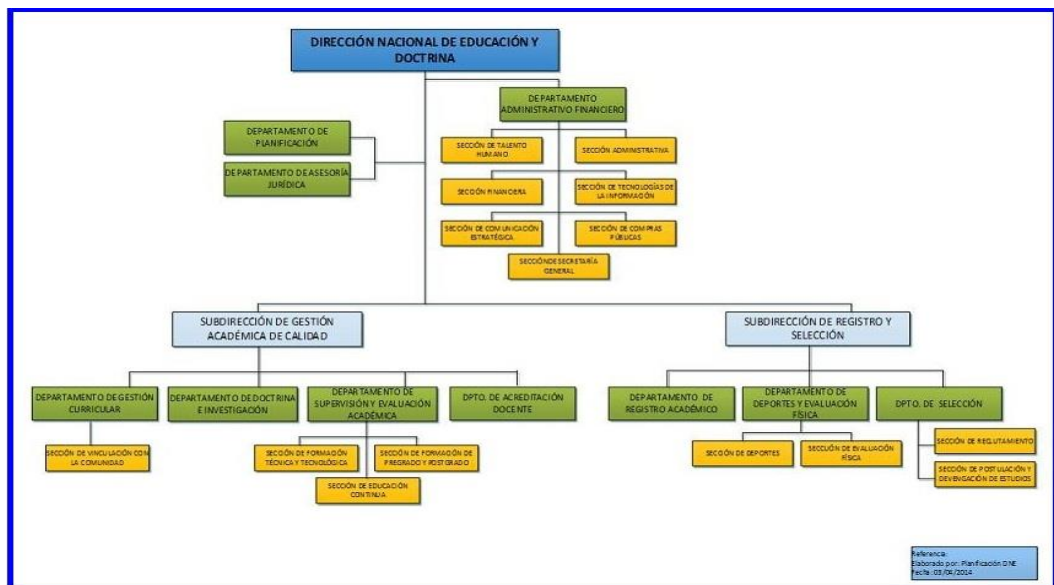 DIRECCIÓN NACIONAL DE EDUCACIÓN Y
DOCTRINA
DEPARTAMENTO
ADMINISTRATIVO FINANCIERO
DEPARTAMENTO DE
PLANIFICACIÓN
DEPARTAMENTO DE ASESORÍA
JURÍDICA
SECCIÓN DE TALENTO
HUMANO
SECCIÓN ADMINISTRATIVA
SECCIÓN FINANCIERA
SECCIÓN DE TECNOLOGÍAS DE
LA INFORMACIÓN
SECCIÓN DE COMUNICACIÓN
ESTRATÉGICA
SECCIÓN DE COMPRAS
PÚBLICAS
SECCIÓN DE SECRETARÍA
GENERAL
SUBDIRECCIÓN DE GESTIÓN
ACADÉMICA DE CALIDAD
SUBDIRECCIÓN DE REGISTRO Y
SELECCIÓN
DEPARTAMENTO DE GESTIÓN
CURRICULAR
DEPARTAMENTO DE DOCTRINA
E INVESTIGACIÓN
DEPARTAMENTO DE
SUPERVISIÓN Y EVALUACIÓN
ACADÉMICA
DPTO. DE ACREDITACIÓN
DOCENTE
DEPARTAMENTO DE
REGISTRO ACADÉMICO
DEPARTAMENTO DE
DEPORTES Y EVALUACIÓN
FÍSICA
DPTO. DE SELECCIÓN
SECCIÓN DE VINCULACIÓN CON
LA COMUNIDAD
SECCIÓN DE FORMACIÓN
TÉCNICA Y TECNOLÓGICA
SECCIÓN DE FORMACIÓN DE
PREGRADO Y POSTGRADO
SECCIÓN DE EDUCACIÓN
CONTINUA
SECCIÓN DE DEPORTES
SECCLIÓN DE EVALUACIÓN
FÍSICA
SECCIÓN DE RECLUTAMIENTO
SECCIÓN DE POSTULACIÓN Y
DEVENGACIÓN DE ESTUDIOS
Referencia:
Elaborado por: Planificación DNE
Fecha: 03/04/2014